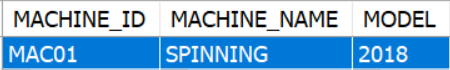 MACHINE_ID MACHINE_NAME MODEL
MAC01 SPINNING 2018